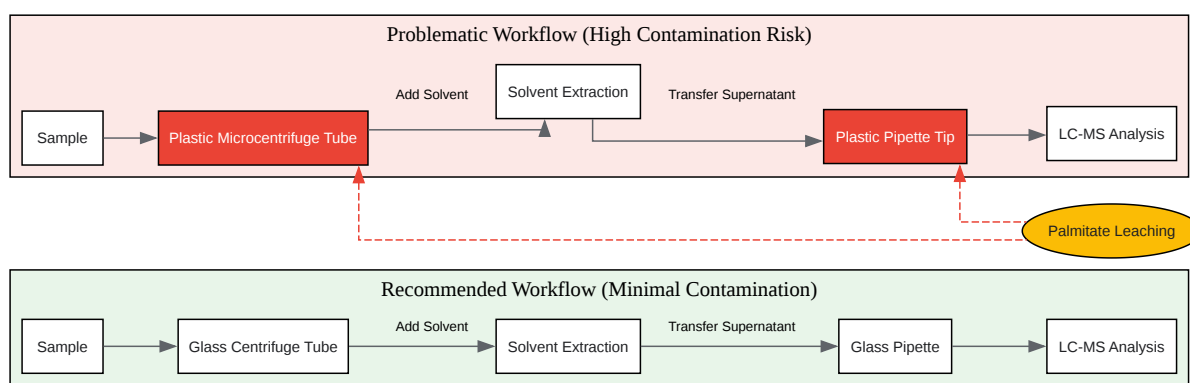 Problematic Workflow (High Contamination Risk)
Sample
Plastic Microcentrifuge Tube
Add Solvent
Solvent Extraction
Transfer Supernatant
Plastic Pipette Tip
LC-MS Analysis
Palmitate Leaching
Recommended Workflow (Minimal Contamination)
Sample
Glass Centrifuge Tube
Add Solvent
Solvent Extraction
Transfer Supernatant
Glass Pipette
LC-MS Analysis